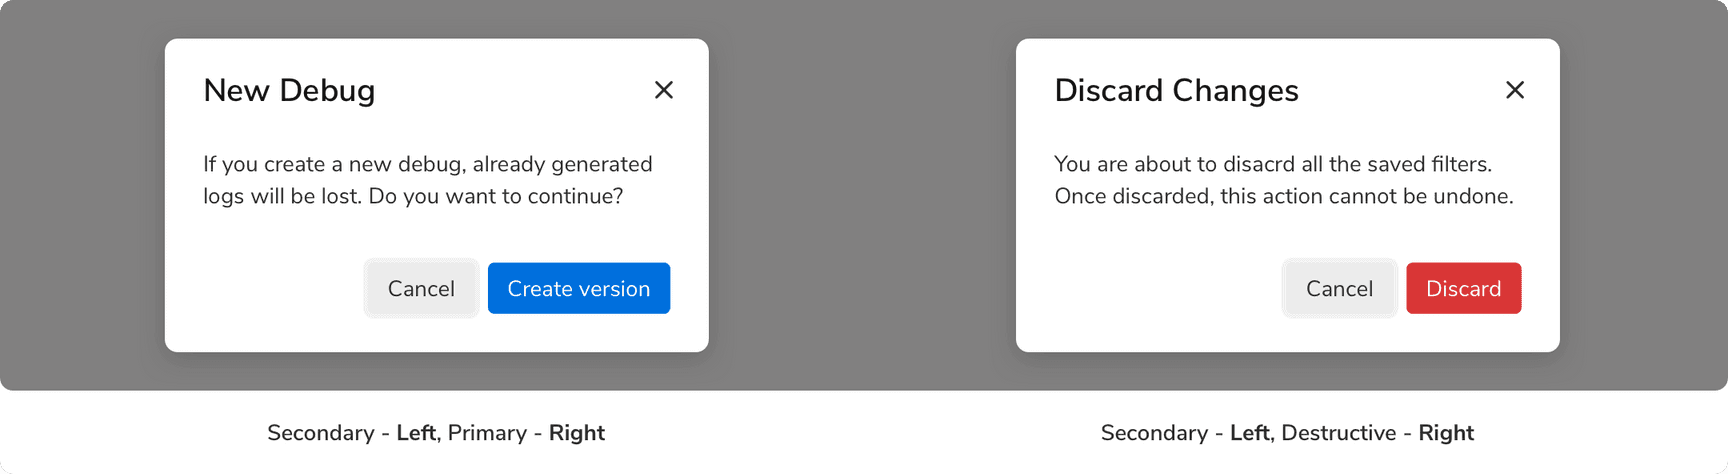 New Debug
If you create a new debug, already generated
logs will be lost. Do you want to continue?
Cancel
Create version
Secondary - Left, Primary - Right
Discard Changes
You are about to disacrd all the saved filters.
Once discarded, this action cannot be undone.
Cancel
Discard
Secondary - Left, Destructive - Right